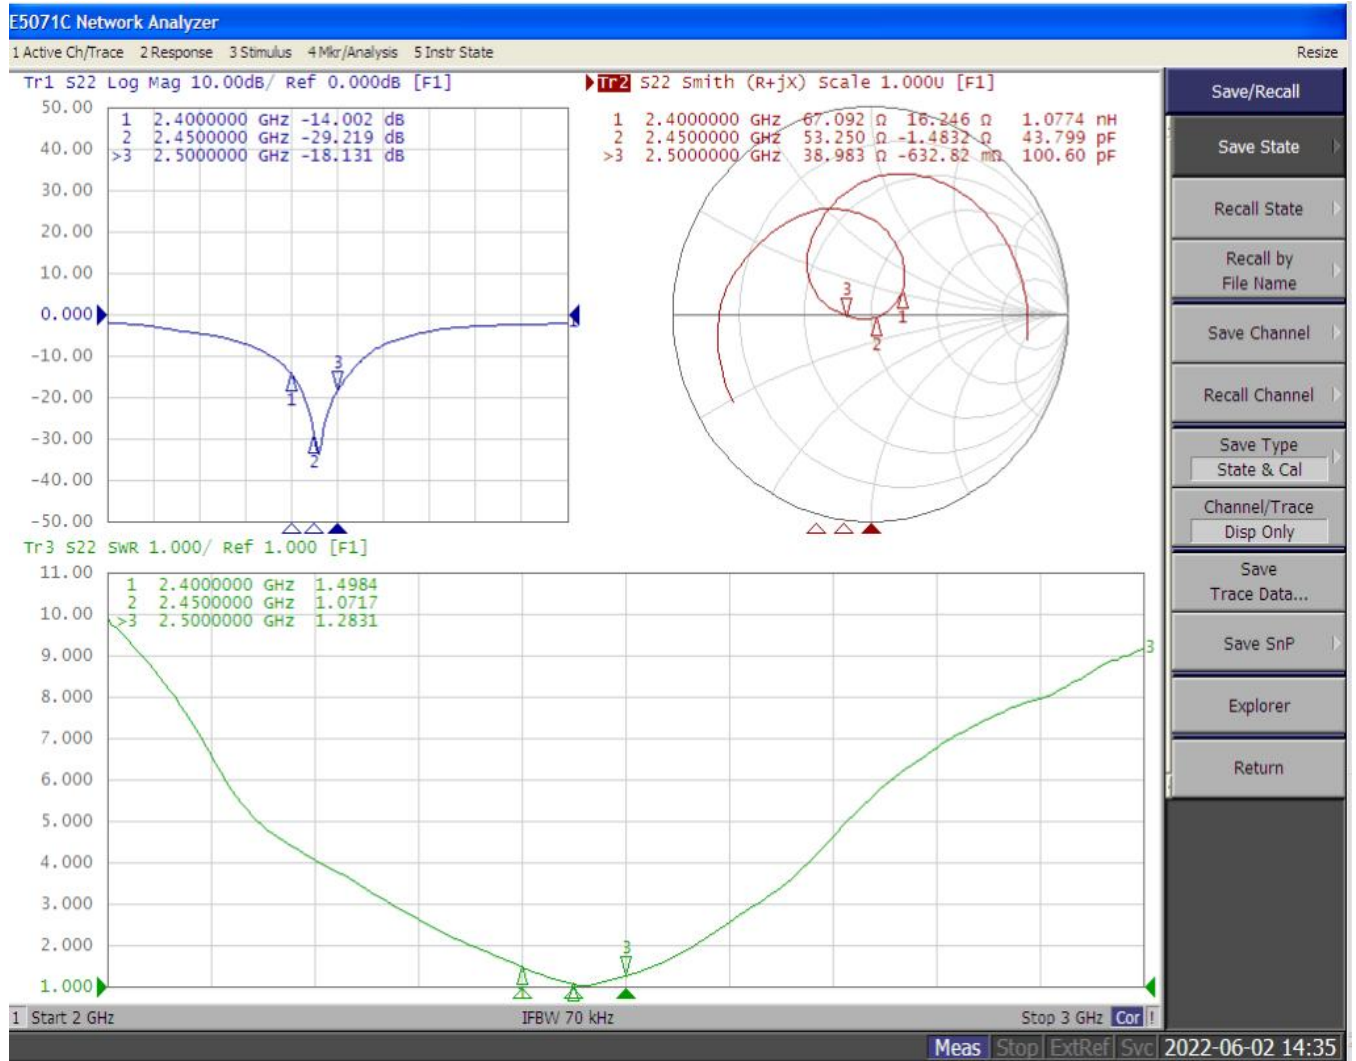 E5071C Network Analyzer
1 Active Ch/Trace 2 Response 3 Stimulus 4 Mkr/Analysis 5 Instr State
Resize
Tr1 S22 Log Mag 10.00dB/ Ref 0.000dB [F1]
50.00
40.00
30.00
20.00
10.00
0.000
-10.00
-20.00
-30.00
-40.00
-50.00
1 2.4000000 GHz -14.002 dB
2 2.4500000 GHz -29.219 dB
>3 2.5000000 GHz -18.131 dB
1
2
3
1
Tr2 S22 Smith (R+jX) Scale 1.000U [F1]
1 2.4000000 GHz 67.092 Ω 16.246 Ω 1.0774 nH
2 2.4500000 GHz 53.250 Ω -1.4832 Ω 43.799 pF
>3 2.5000000 GHz 38.983 Ω -632.82 mΩ 100.60 pF
3
1
2
Tr3 S22 SWR 1.000/ Ref 1.000 [F1]
11.00
10.00
9.000
8.000
7.000
6.000
5.000
4.000
3.000
2.000
1.000
1 2.4000000 GHz 1.4984
2 2.4500000 GHz 1.0717
>3 2.5000000 GHz 1.2831
3
3
1 Start 2 GHz
IFBW 70 kHz
Stop 3 GHz Cor !
Save/Recall
Save State
Recall State
Recall by
File Name
Save Channel
Recall Channel
Save Type
State & Cal
Channel/Trace
Disp Only
Save
Trace Data...
Save SnP
Explorer
Return
Meas Stop ExtRef Svc 2022-06-02 14:35